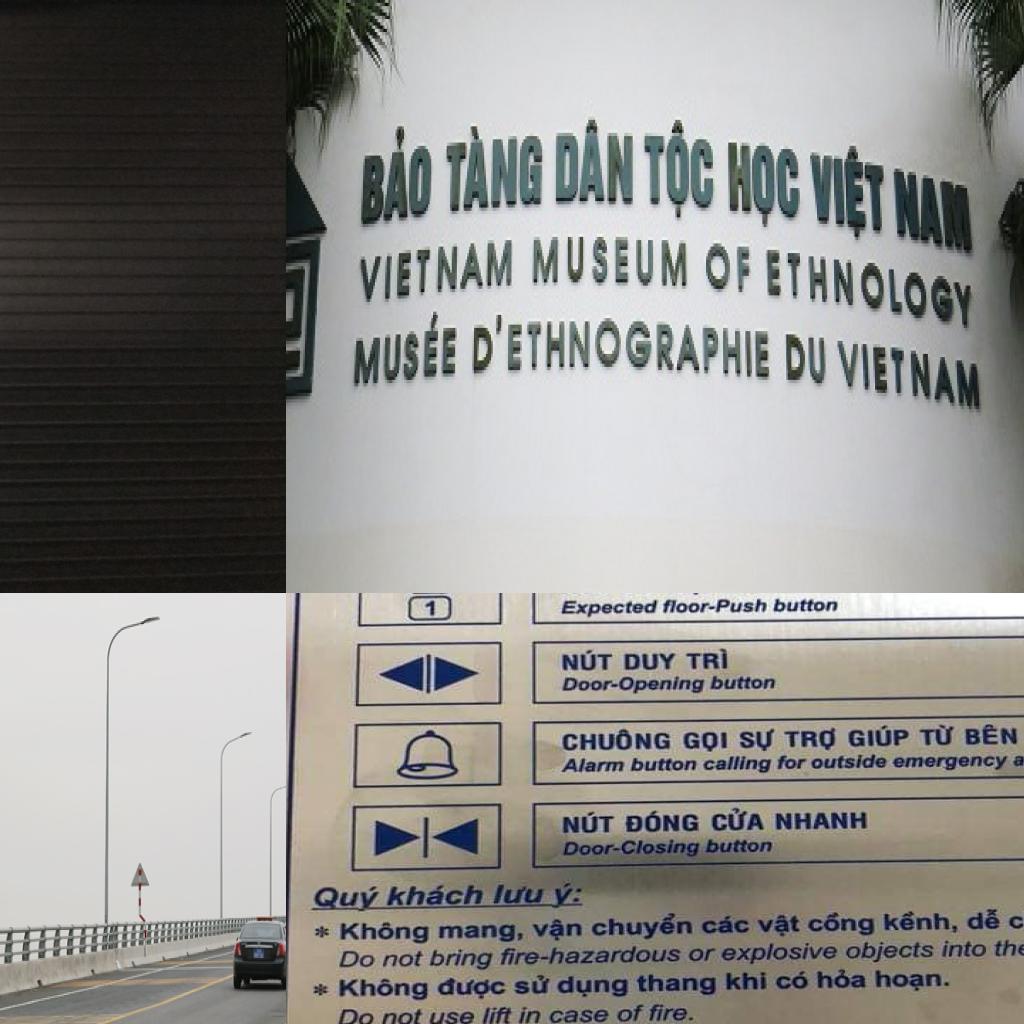 BẢO TÀNG DÂN TỘC HỌC VIỆT NAM
VIETNAM MUSEUM OF ETHNOLOGY
MUSÉE D'ETHNOGRAPHIE DU VIETNAM
1
Expected floor-Push button
NÚT DUY TRÌ
Door-Opening button
CHUÔNG GỌI SỰ TRỢ GIÚP TỪ BÊN
Alarm button calling for outside emergency a
NÚT ĐÓNG CỬA NHANH
Door-Closing button
Quý khách lưu ý:
* Không mang, vận chuyển các vật cồng kềnh, dễ c
Do not bring fire-hazardous or explosive objects into the
* Không được sử dụng thang khi có hỏa hoạn.
Do not use lift in case of fire.